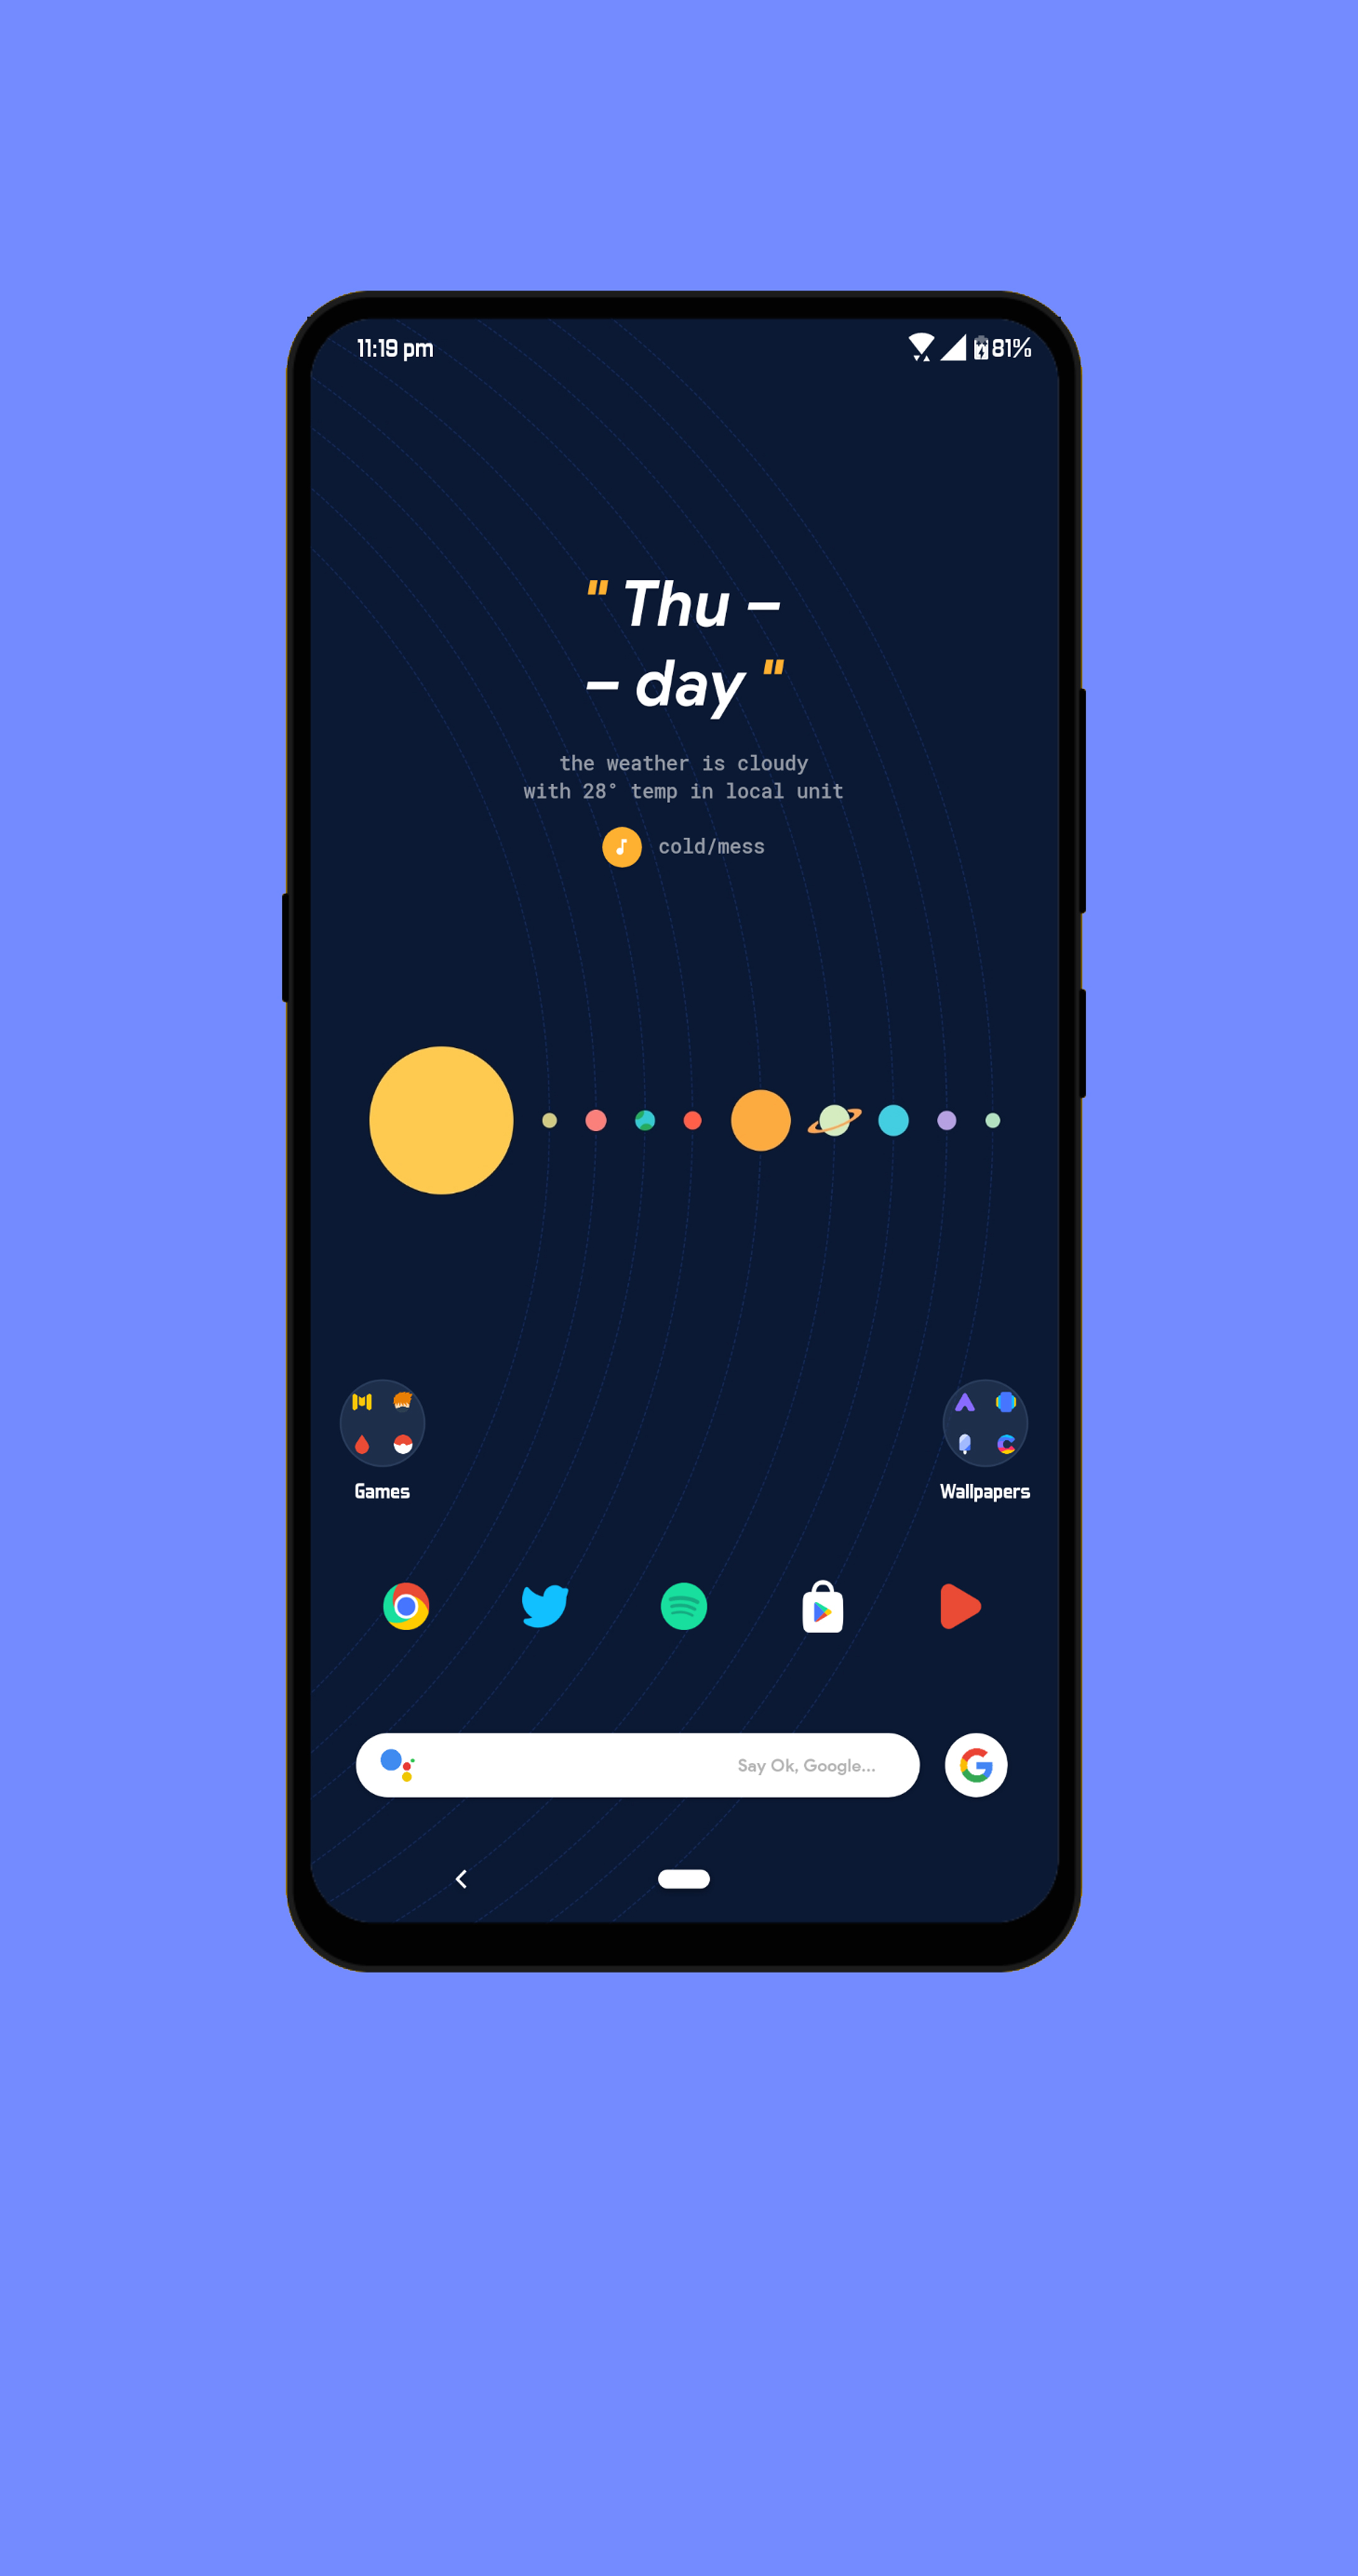 11:19 pm 81%
" Thu –
– day "
the weather is cloudy
with 28° temp in local unit
cold/mess
Games Wallpapers
Say Ok, Google...